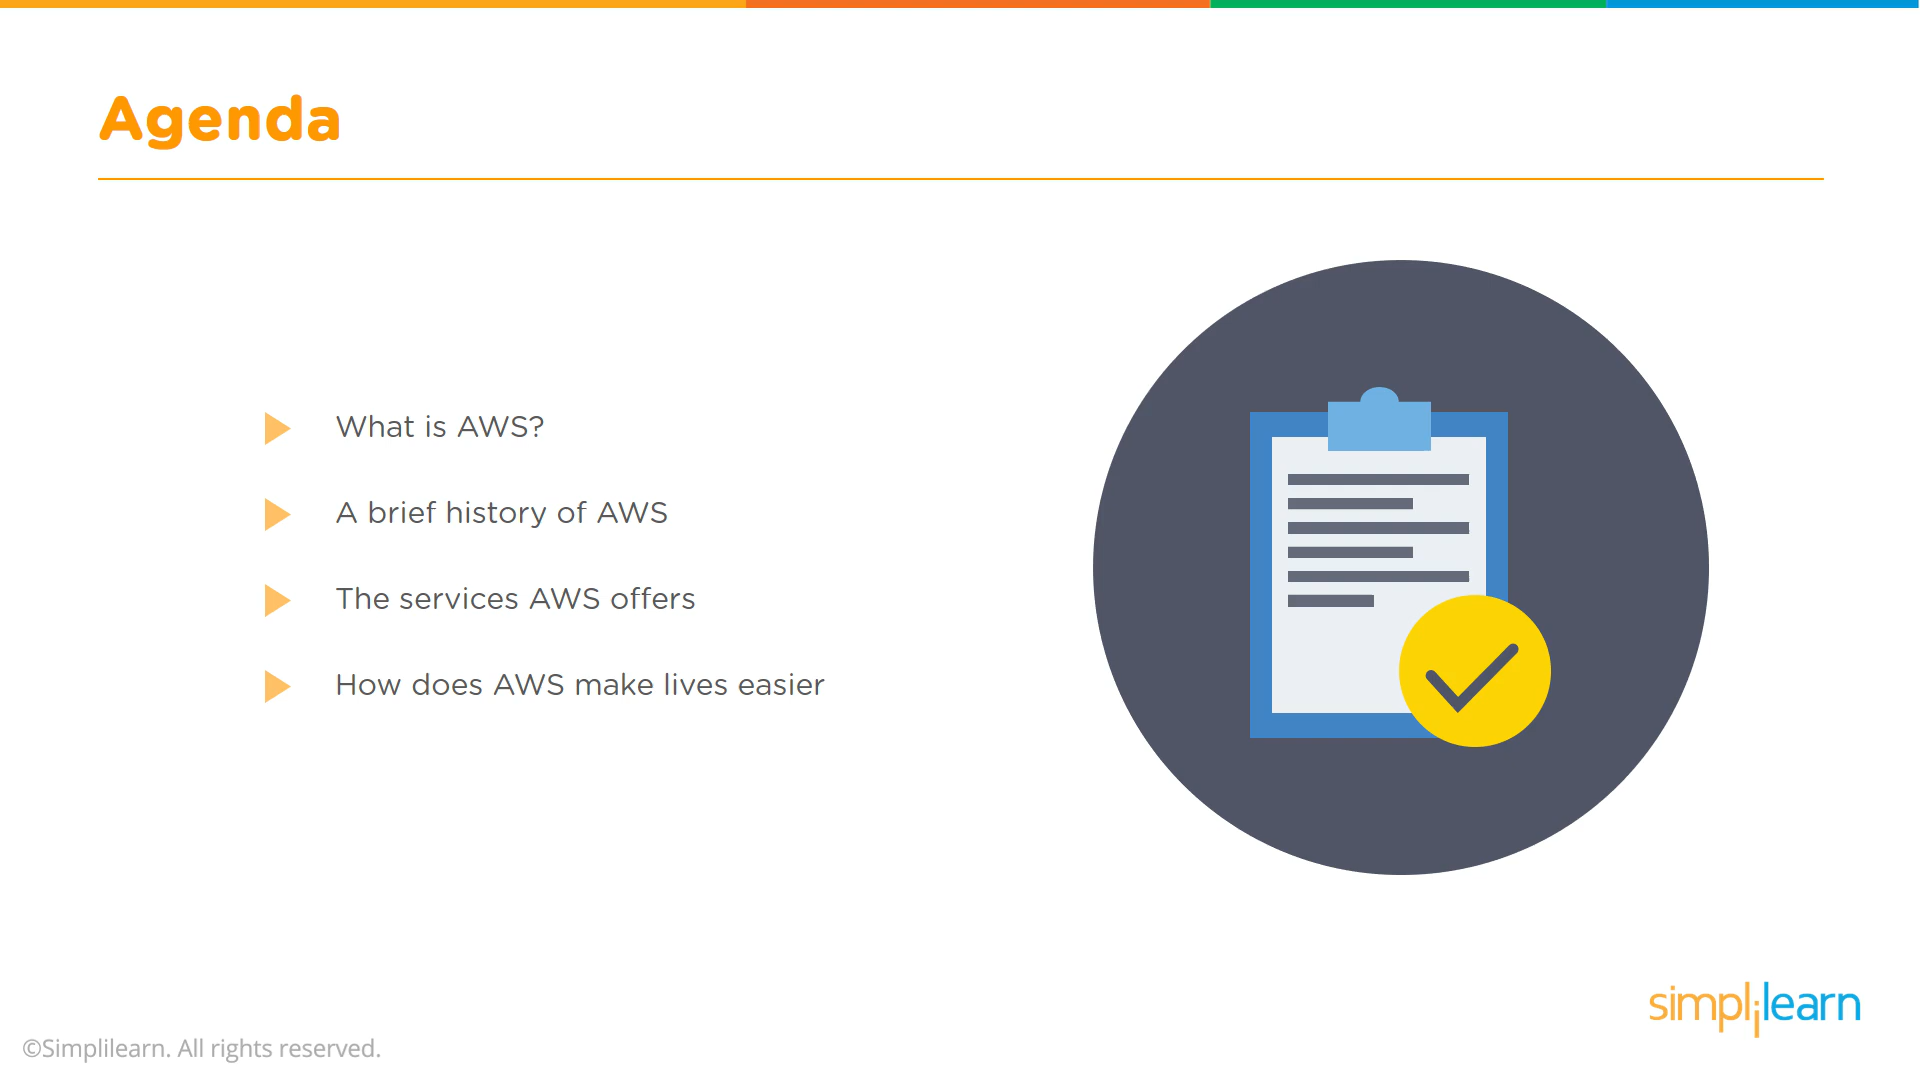 Agenda
What is AWS?
A brief history of AWS
The services AWS offers
How does AWS make lives easier
simplilearn
©Simplilearn. All rights reserved.